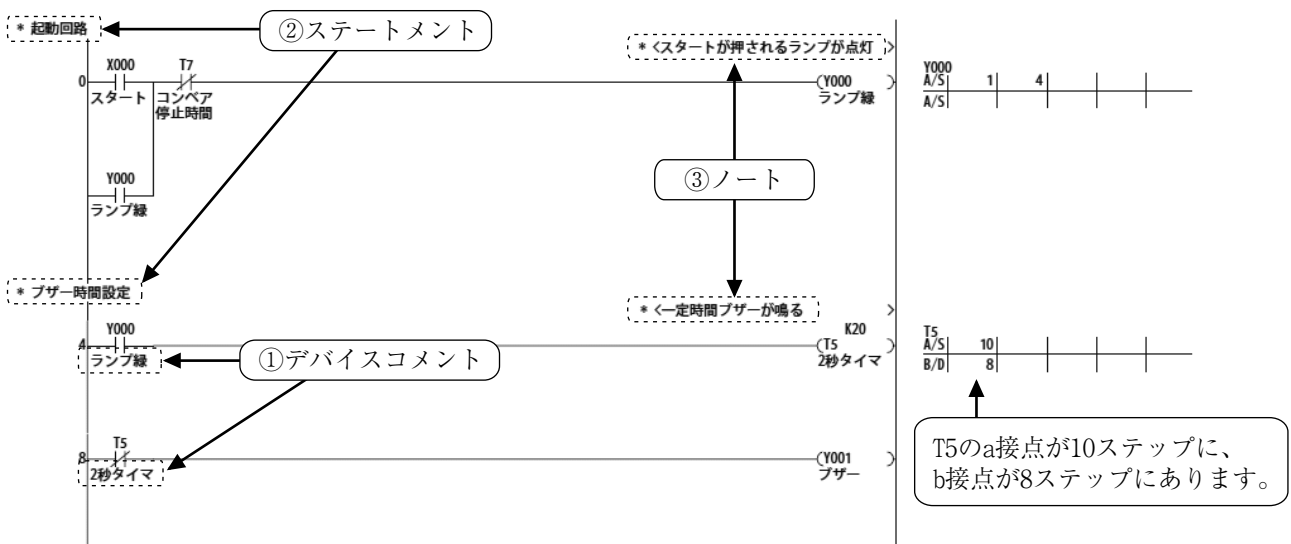 * 起動回路
②ステートメント
* <スタートが押されるランプが点灯 >
0
X000
スタート
T7
コンベア
停止時間
(Y000 )
ランプ緑
Y000
A/S 1 4
A/S
Y000
ランプ緑
③ノート
* ブザー時間設定
* <一定時間ブザーが鳴る >
4
Y000
ランプ緑
①デバイスコメント
K20
(T5 )
2秒タイマ
T5
A/S 10
B/D 8
T5のa接点が10ステップに、
b接点が8ステップにあります。
8
T5
2秒タイマ
(Y001 )
ブザー